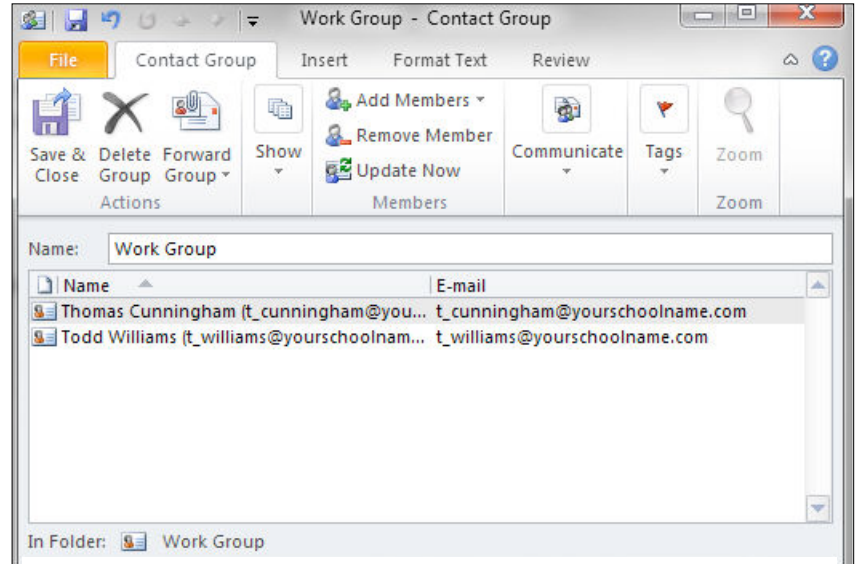 Work Group - Contact Group
File Contact Group Insert Format Text Review
Save & Close
Delete Group
Forward Group
Show
Add Members
Remove Member
Update Now
Communicate
Tags
Zoom
Actions Members Zoom
Name: Work Group
Name E-mail
Thomas Cunningham (t_cunningham@you... t_cunningham@yourschoolname.com
Todd Williams (t_williams@yourschoolnam... t_williams@yourschoolname.com
In Folder: Work Group